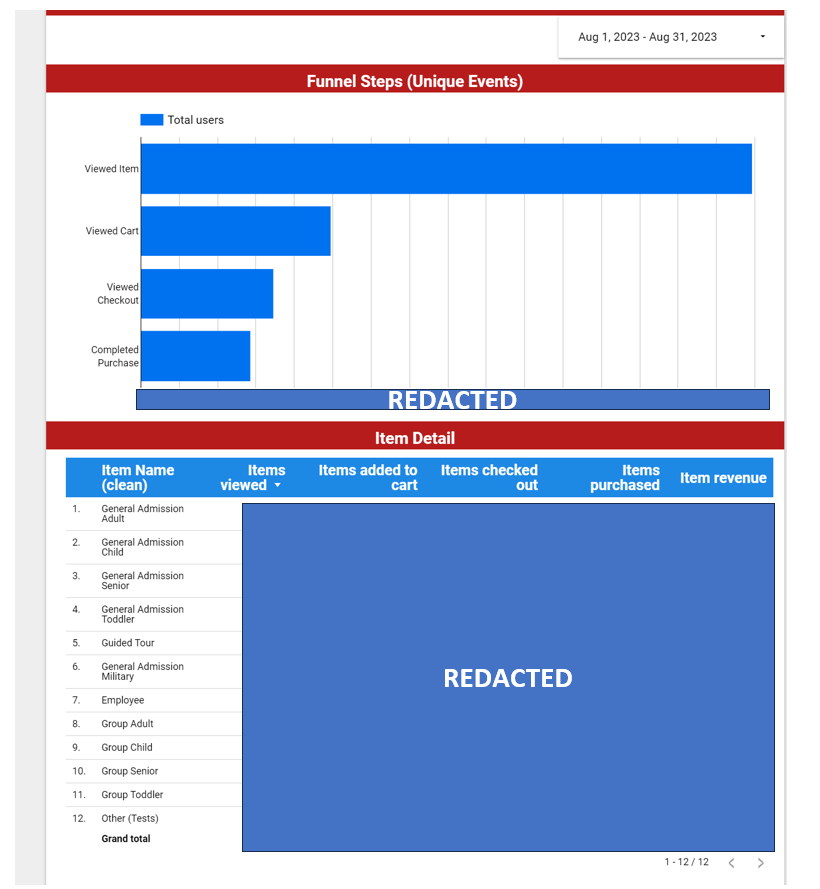 Aug 1, 2023 - Aug 31, 2023
Funnel Steps (Unique Events)
Total users
Viewed Item
Viewed Cart
Viewed
Checkout
Completed
Purchase
REDACTED
Item Detail
Item Name
(clean)
Items
viewed
Items added to
cart
Items checked
out
Items
purchased
Item revenue
1. General Admission
Adult
2. General Admission
Child
3. General Admission
Senior
4. General Admission
Toddler
5. Guided Tour
6. General Admission
Military
7. Employee
8. Group Adult
9. Group Child
10. Group Senior
11. Group Toddler
12. Other (Tests)
Grand total
REDACTED
1 - 12 / 12